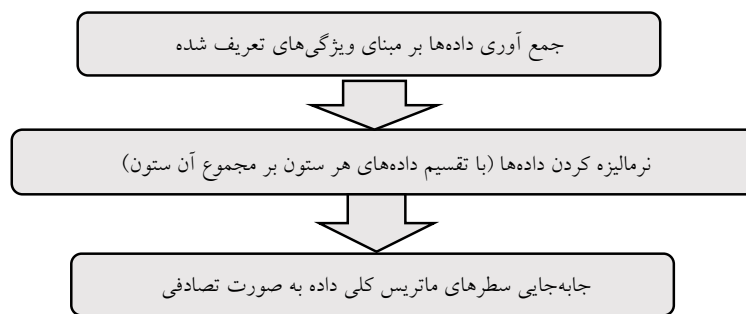 جمع آوری داده‌ها بر مبنای ویژگی‌های تعریف شده
نرمالیزه کردن داده‌ها (با تقسیم داده‌های هر ستون بر مجموع آن ستون)
جابه‌جایی سطرهای ماتریس کلی داده به صورت تصادفی